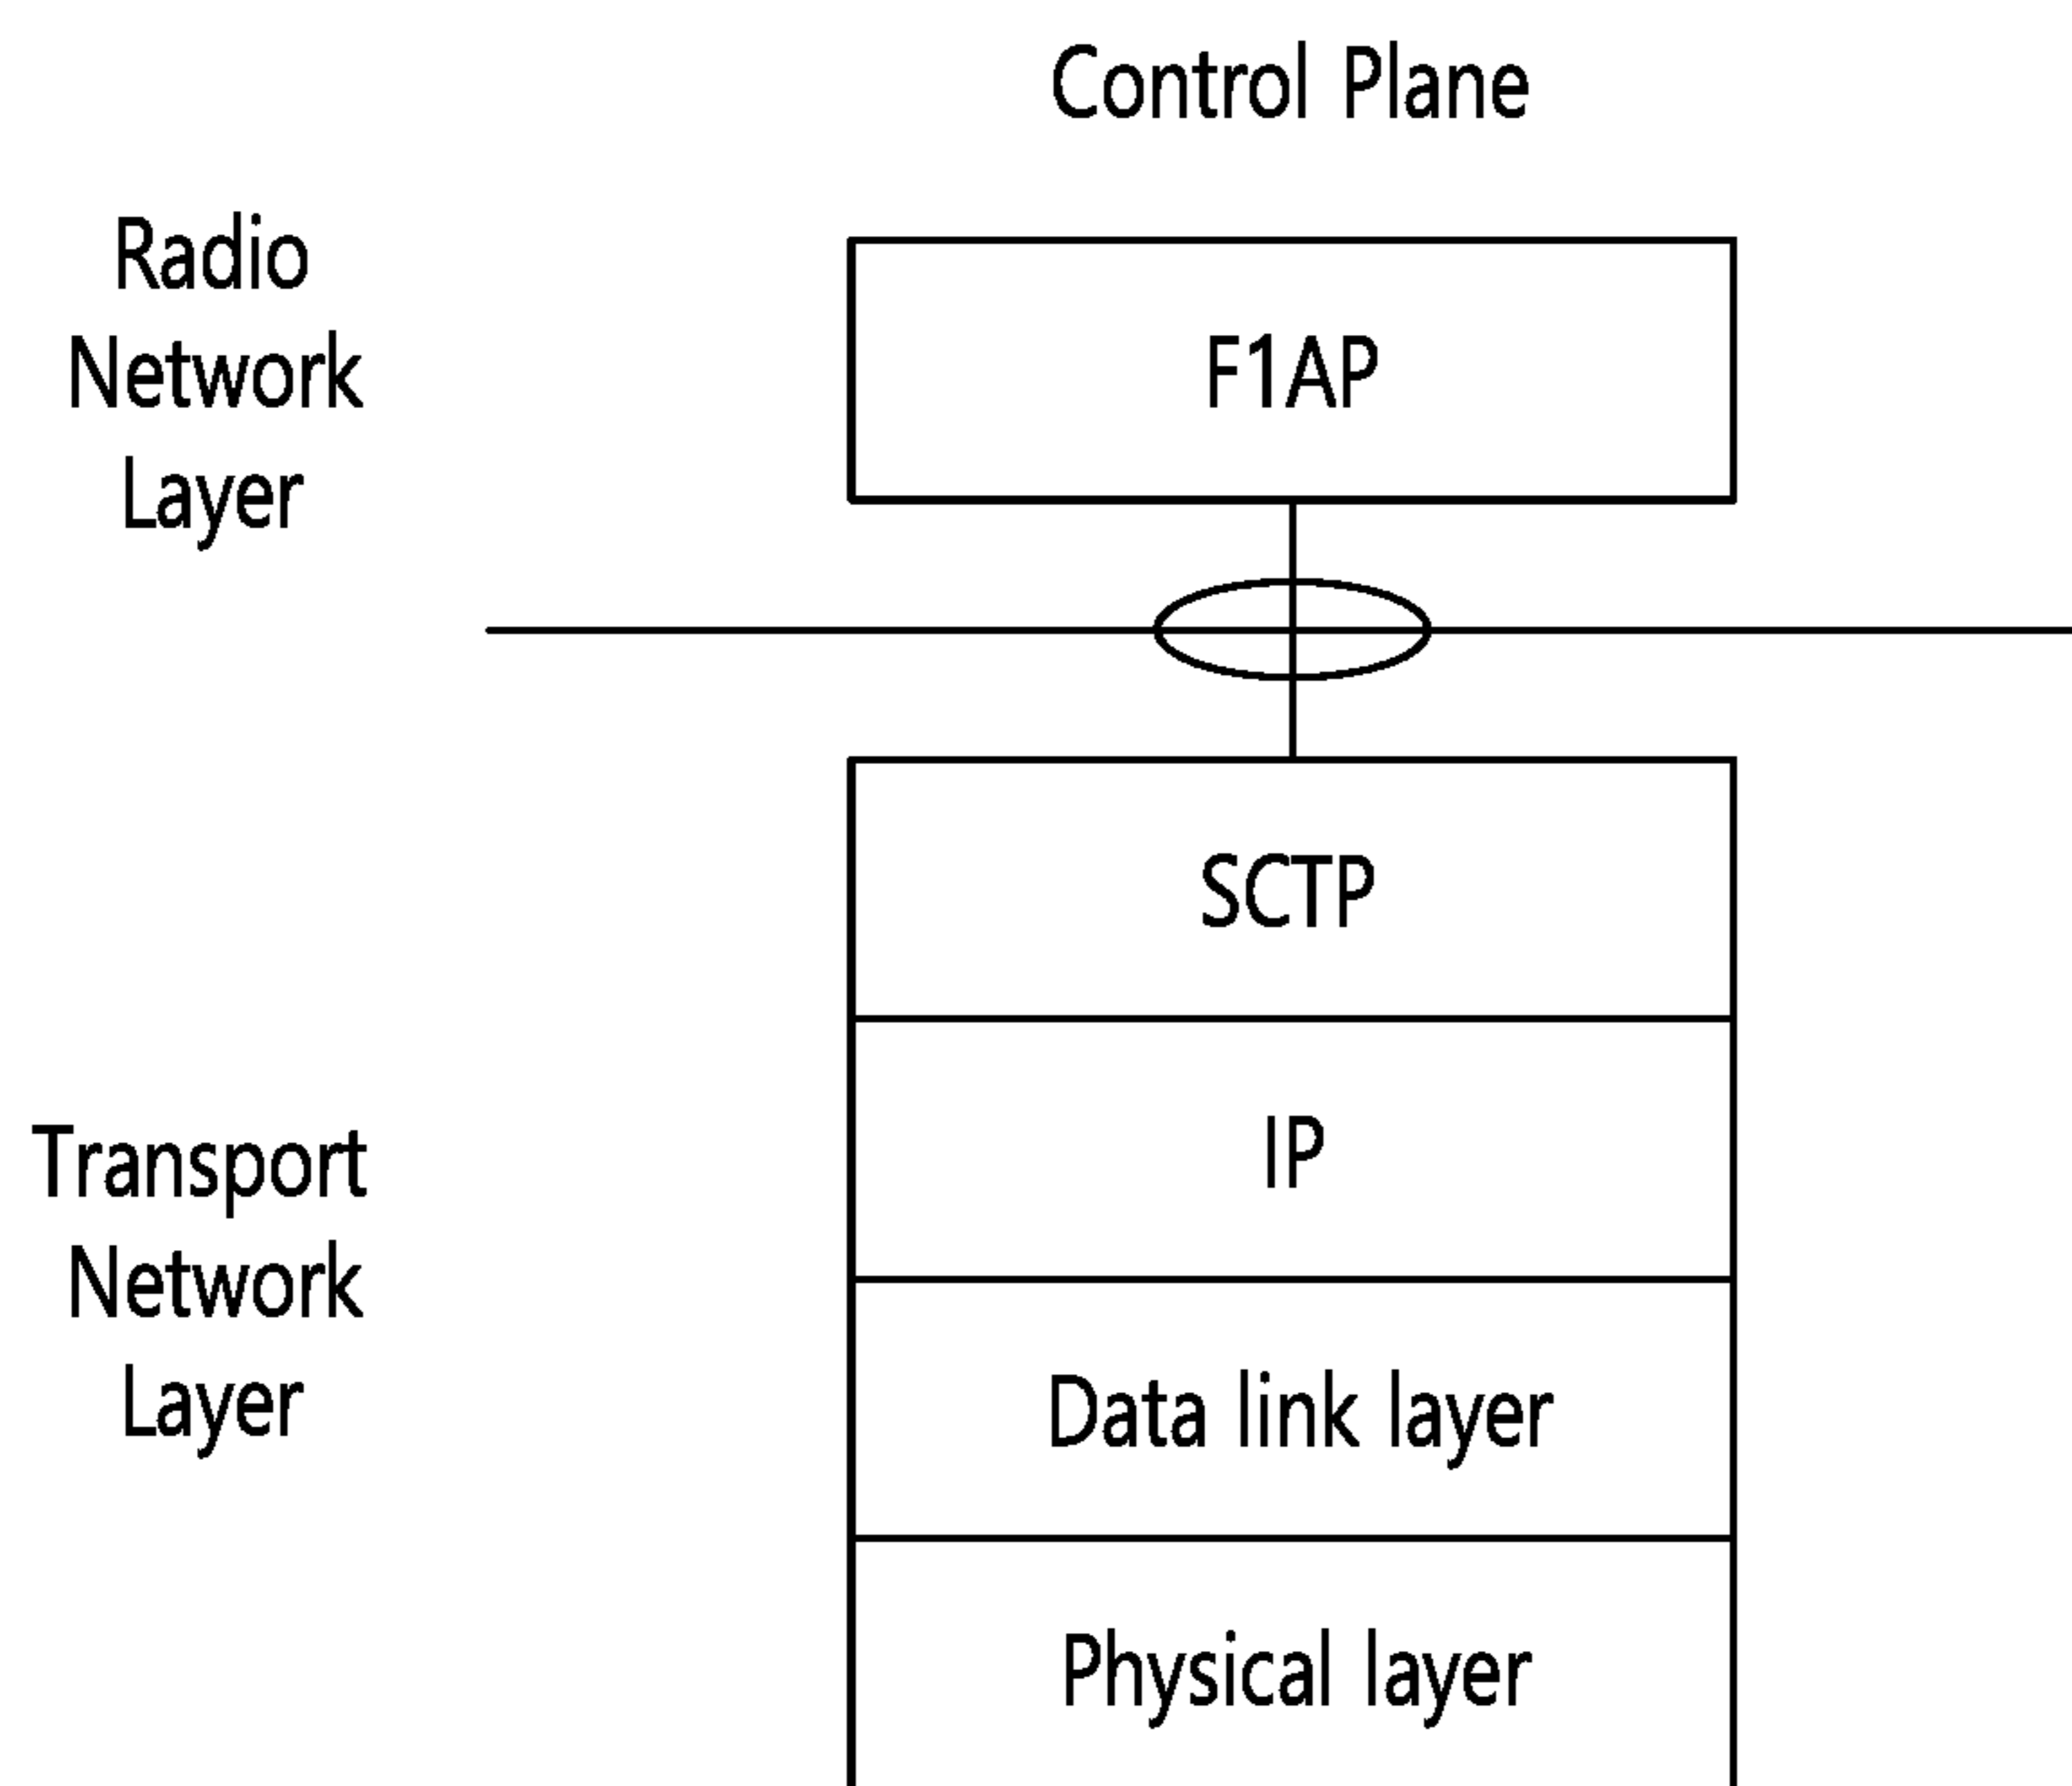 Control Plane
Radio
Network
Layer
F1AP
SCTP
IP
Transport
Network
Layer
Data link layer
Physical layer